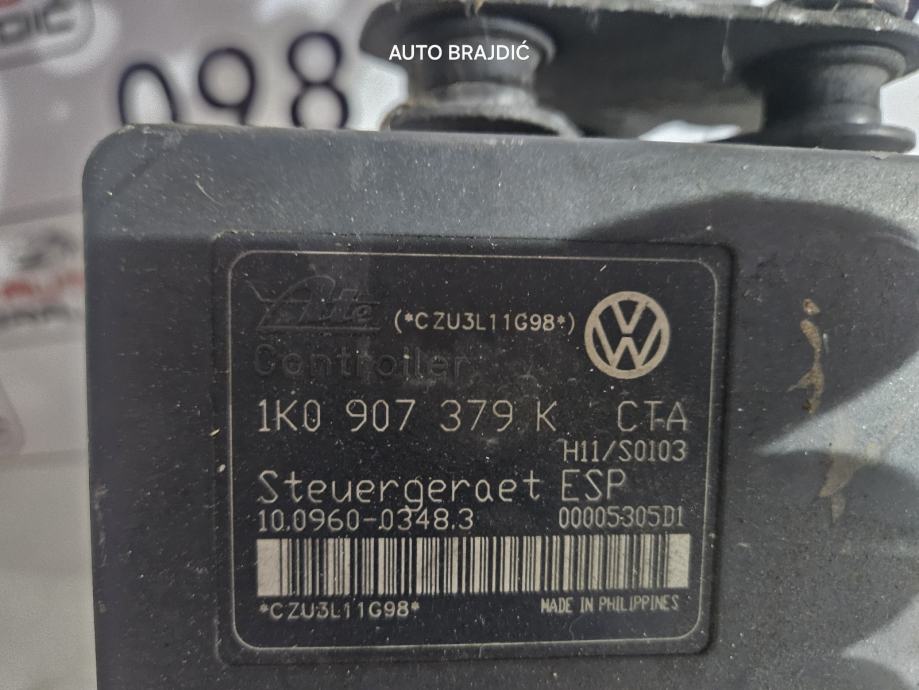 AUTO BRAJDIĆ
098
Ate (*CZU3L11G98*)
Controller
1K0 907 379 K CTA
H11/S0103
Steuergeraet ESP
10.0960-0348.3 00005305D1
*CZU3L11G98* MADE IN PHILIPPINES